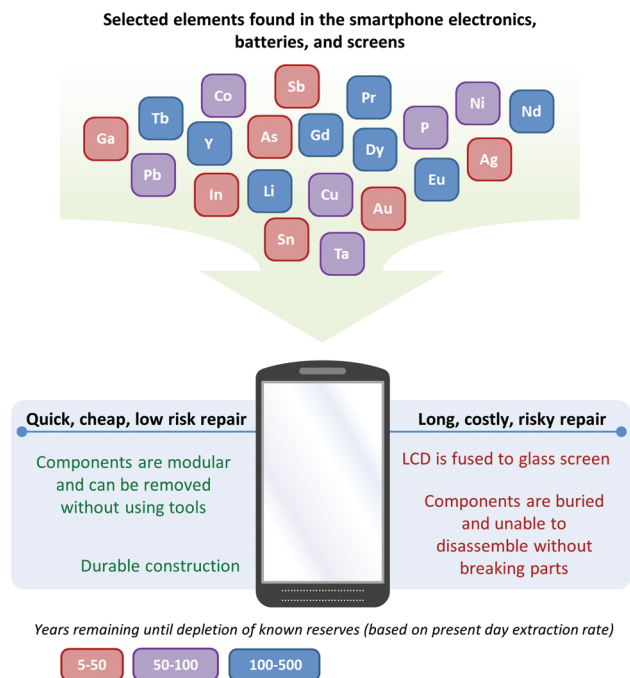 Selected elements found in the smartphone electronics,
batteries, and screens
Sb
Co
Pr
Ni
Nd
Tb
P
Ga
Y
As
Gd
Dy
Ag
Pb
Eu
In
Li
Cu
Au
Sn
Ta
Quick, cheap, low risk repair
Components are modular
and can be removed
without using tools
Durable construction
Long, costly, risky repair
LCD is fused to glass screen
Components are buried
and unable to
disassemble without
breaking parts
Years remaining until depletion of known reserves (based on present day extraction rate)
5-50
50-100
100-500